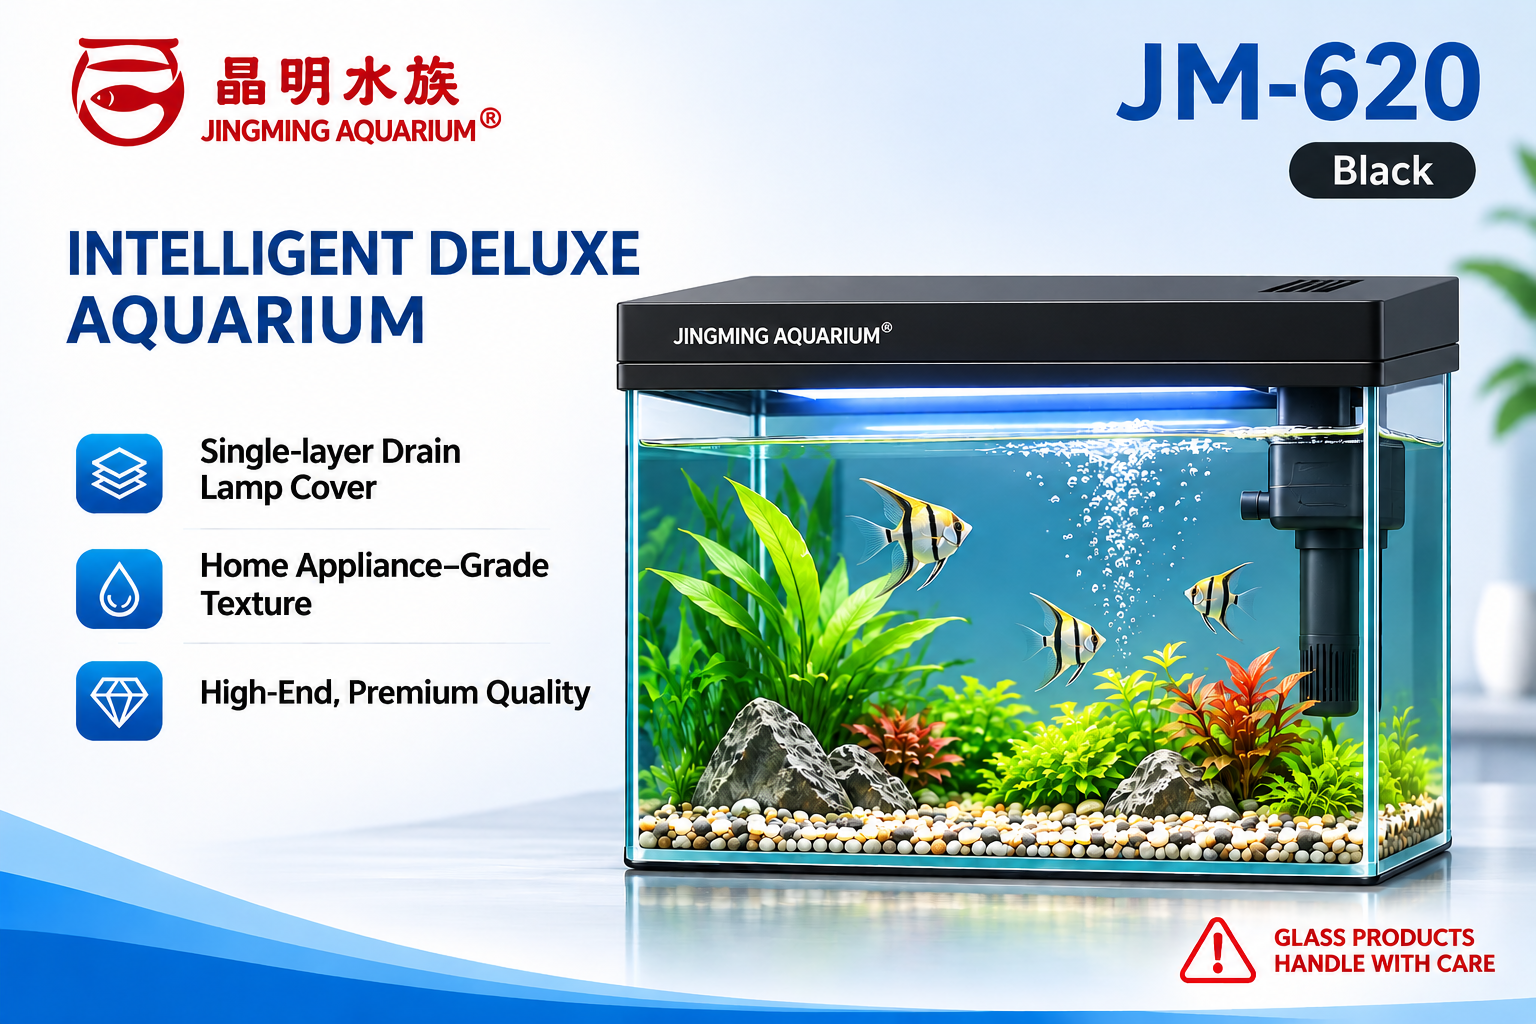 晶明水族
JINGMING AQUARIUM®
JM-620
Black
INTELLIGENT DELUXE
AQUARIUM
JINGMING AQUARIUM®
Single-layer Drain
Lamp Cover
Home Appliance–Grade
Texture
High-End, Premium Quality
GLASS PRODUCTS
HANDLE WITH CARE